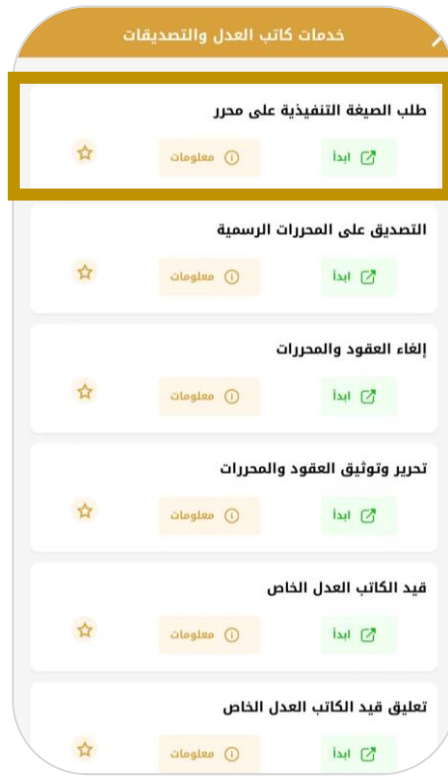 خدمات كاتب العدل والتصديقات
طلب الصيغة التنفيذية على محرر
ابدأ معلومات
التصديق على المحررات الرسمية
ابدأ معلومات
إلغاء العقود والمحررات
ابدأ معلومات
تحرير وتوثيق العقود والمحررات
ابدأ معلومات
قيد الكاتب العدل الخاص
ابدأ معلومات
تعليق قيد الكاتب العدل الخاص
ابدأ معلومات